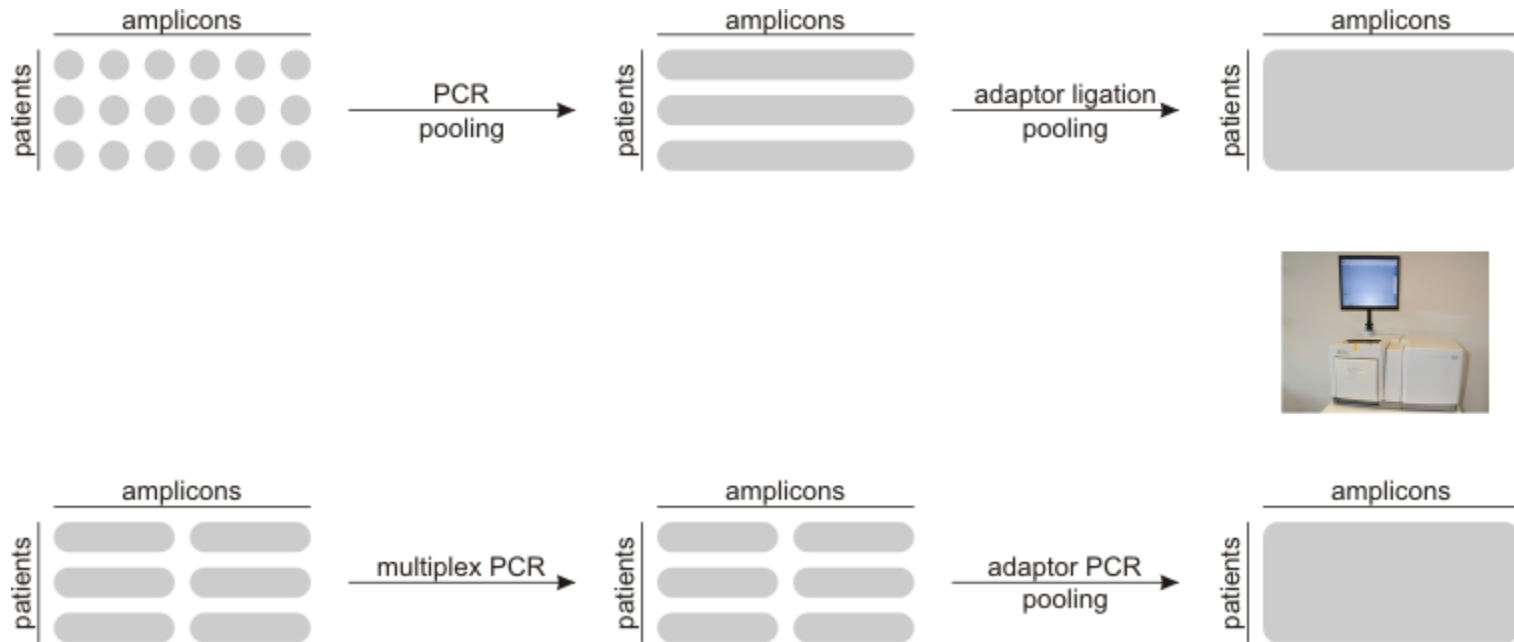 amplicons
patients
PCR
pooling
amplicons
patients
adaptor ligation
pooling
amplicons
patients
amplicons
patients
multiplex PCR
amplicons
patients
adaptor PCR
pooling
amplicons
patients